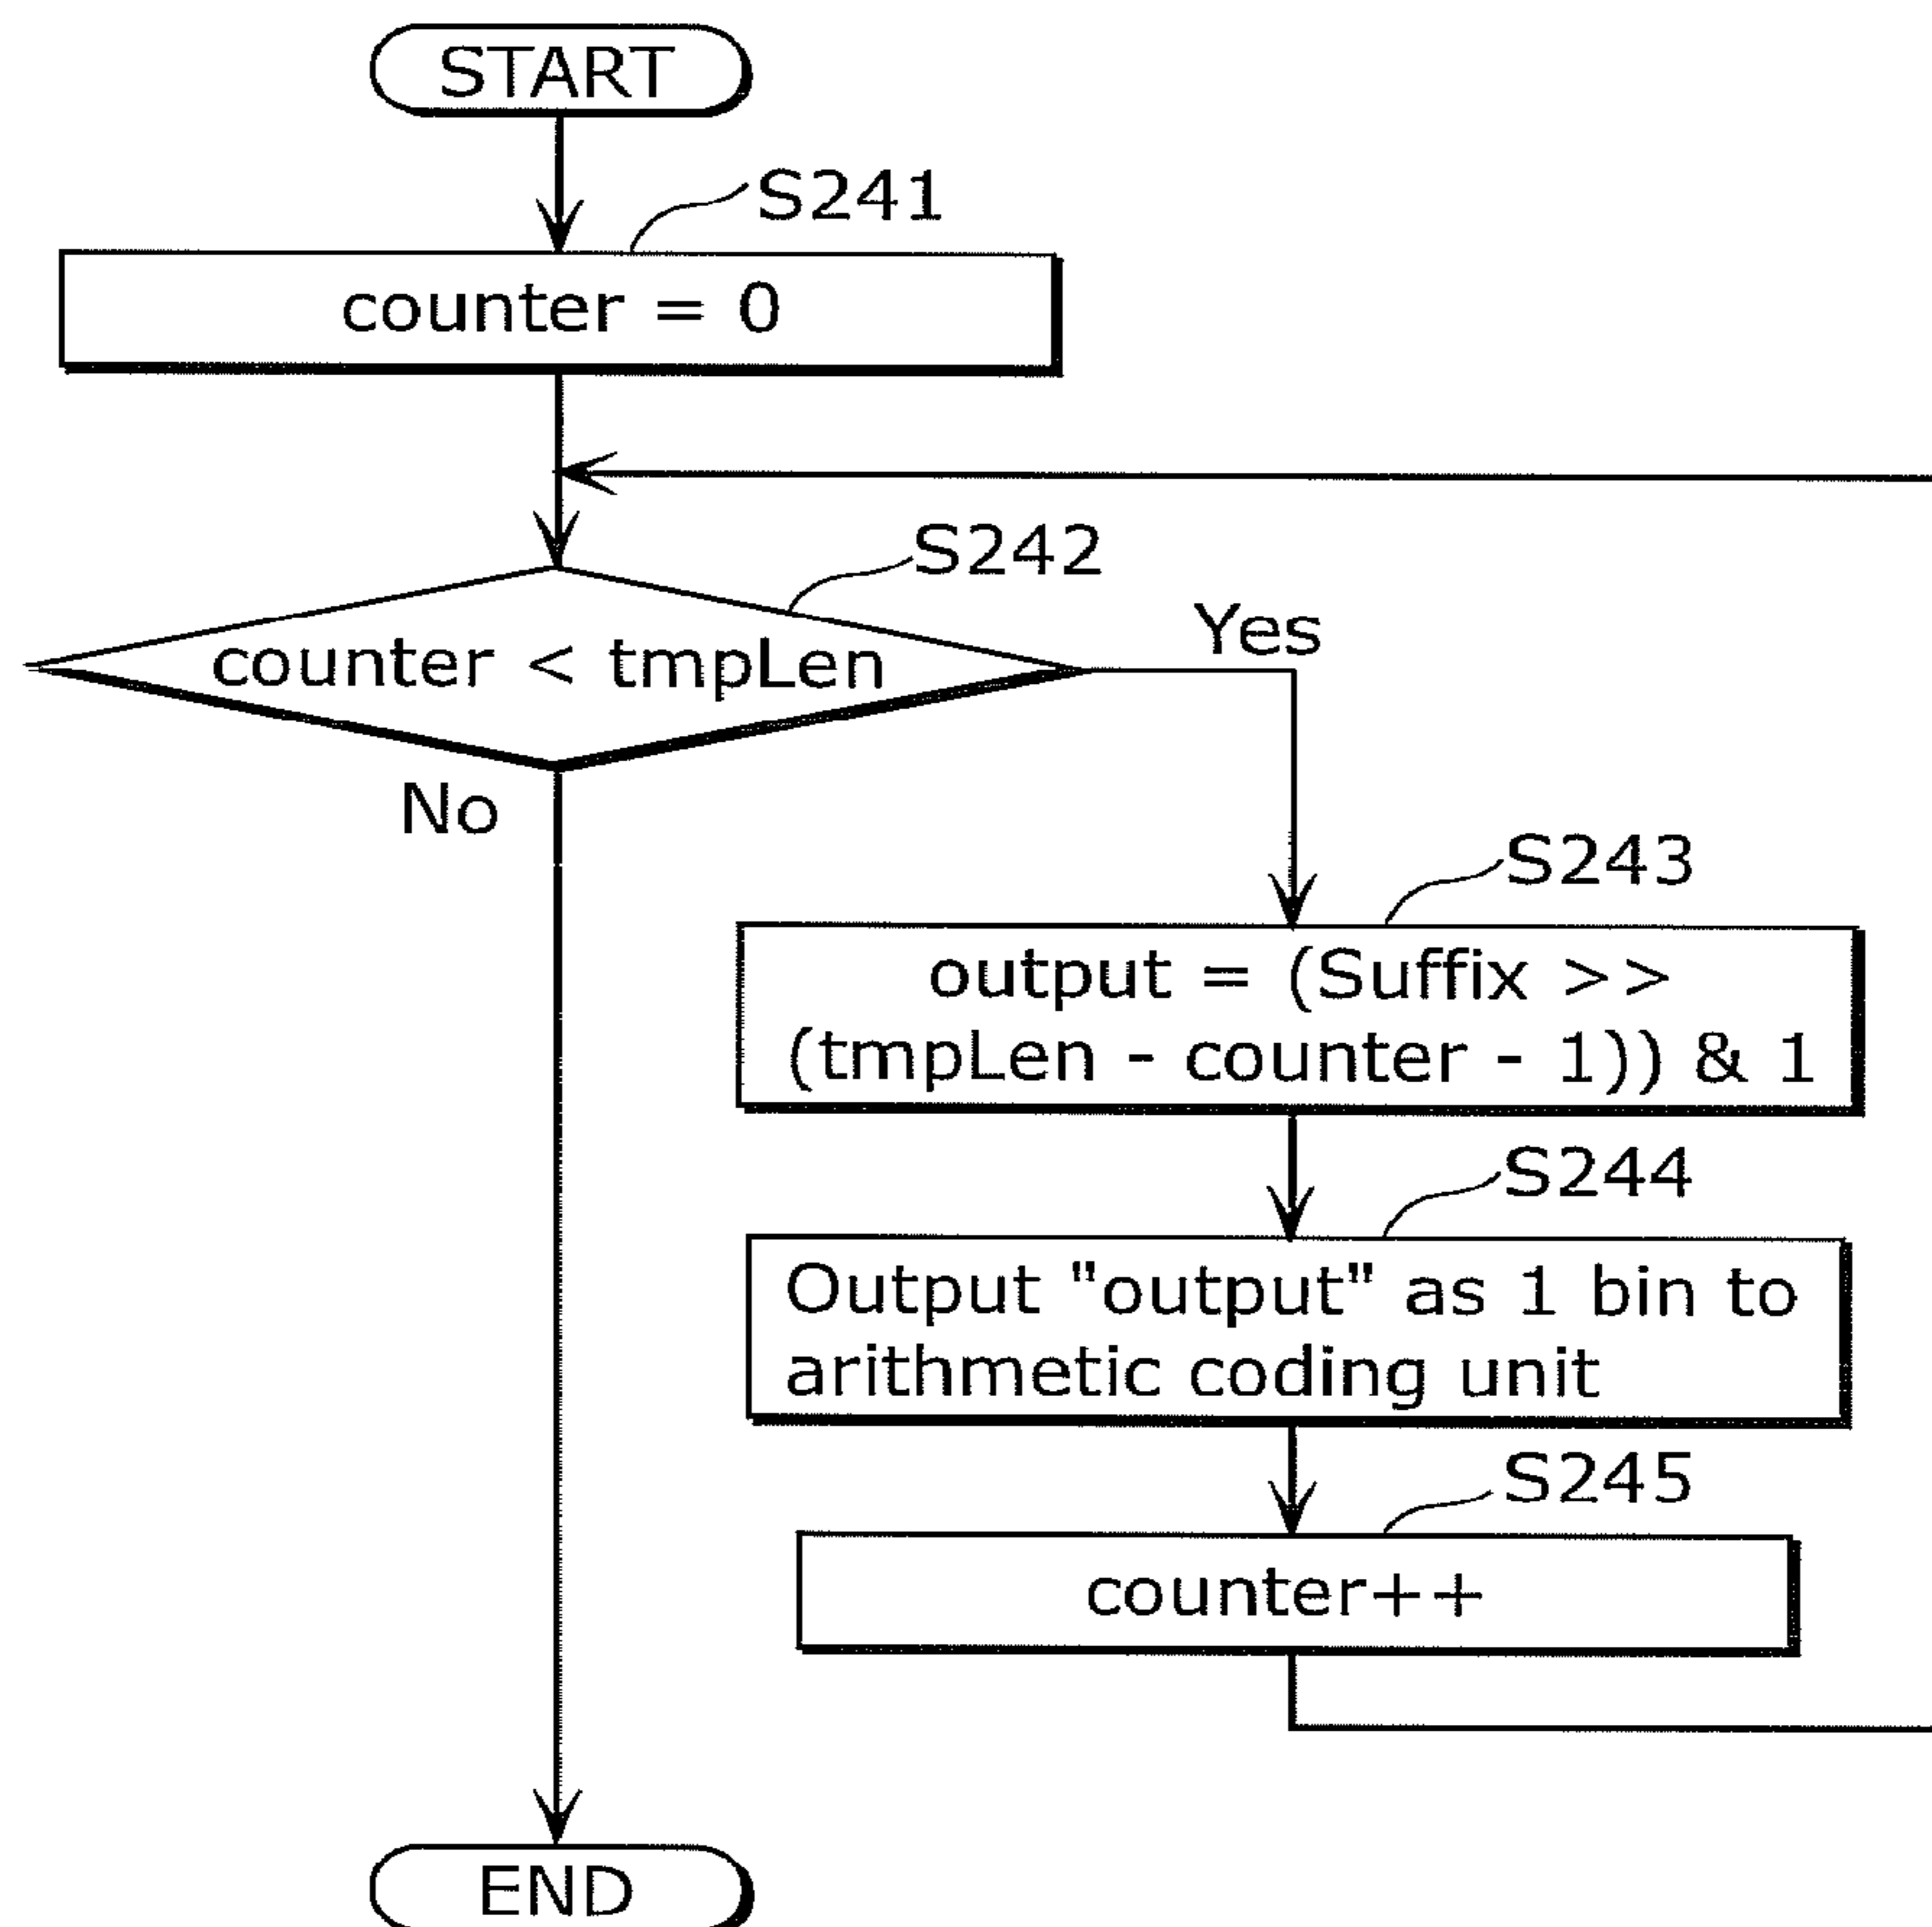 START
S241
counter = 0
S242
counter < tmpLen
Yes
No
S243
output = (Suffix >>
(tmpLen - counter - 1)) & 1
S244
Output "output" as 1 bin to
arithmetic coding unit
S245
counter++
END